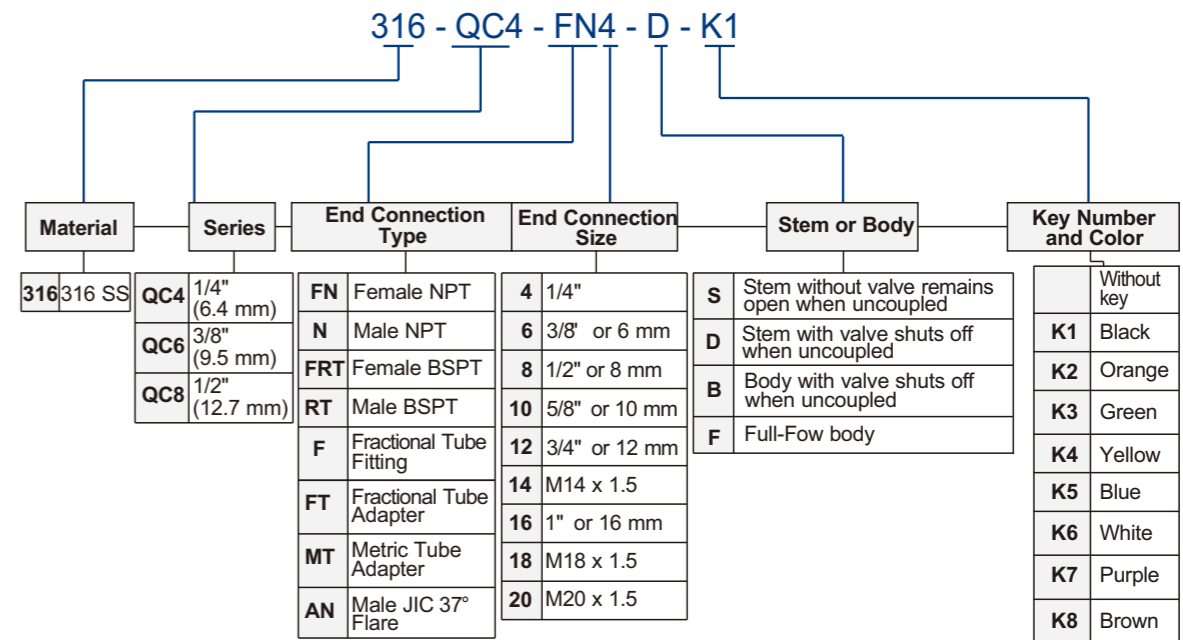 316 - QC4 - FN4 - D - K1
Material
Series
End Connection
Type
End Connection
Size
Stem or Body
Key Number
and Color
316 316 SS
QC4 1/4"
(6.4 mm)
QC6 3/8"
(9.5 mm)
QC8 1/2"
(12.7 mm)
FN Female NPT
N Male NPT
FRT Female BSPT
RT Male BSPT
F Fractional Tube
Fitting
FT Fractional Tube
Adapter
MT Metric Tube
Adapter
AN Male JIC 37°
Flare
4 1/4"
6 3/8' or 6 mm
8 1/2" or 8 mm
10 5/8" or 10 mm
12 3/4" or 12 mm
14 M14 x 1.5
16 1" or 16 mm
18 M18 x 1.5
20 M20 x 1.5
S Stem without valve remains
open when uncoupled
D Stem with valve shuts off
when uncoupled
B Body with valve shuts off
when uncoupled
F Full-Fow body
Without
key
K1 Black
K2 Orange
K3 Green
K4 Yellow
K5 Blue
K6 White
K7 Purple
K8 Brown